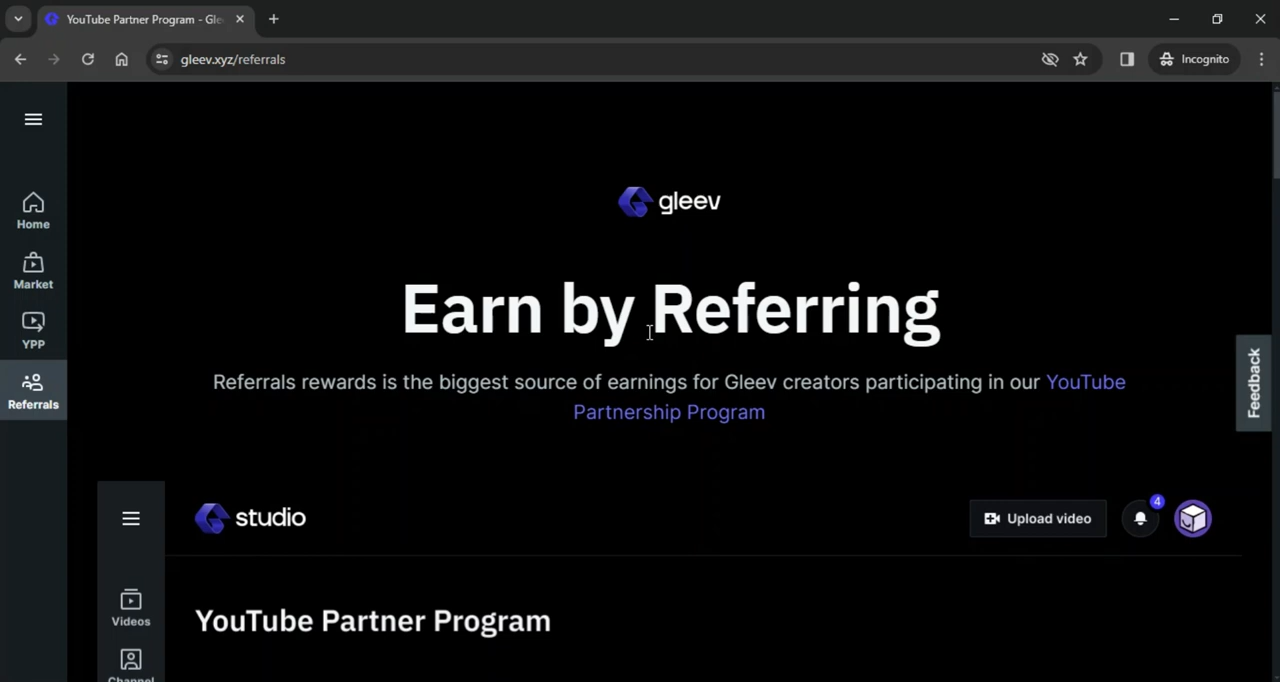 YouTube Partner Program - Gle
gleev.xyz/referrals
Incognito
Home
Market
YPP
Referrals
gleev
Earn by Referring
Referrals rewards is the biggest source of earnings for Gleev creators participating in our YouTube
Partnership Program
Feedback
studio
Upload video
4
YouTube Partner Program
Videos
Channel